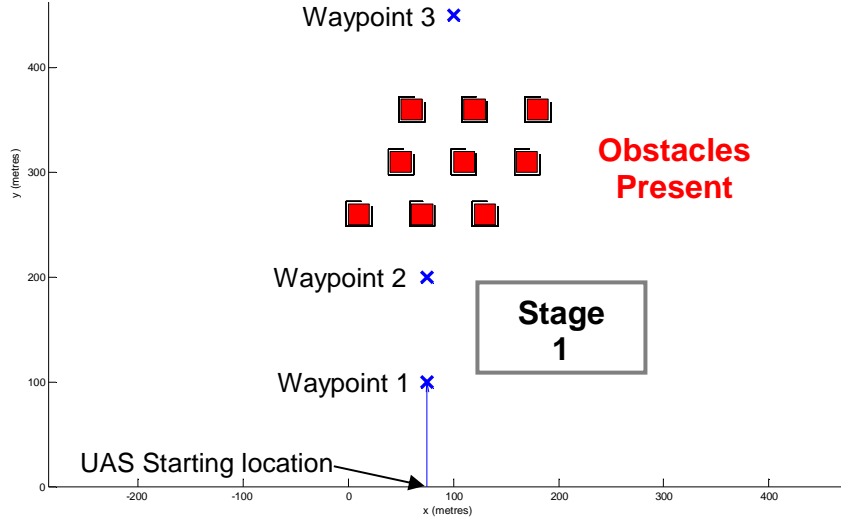 Waypoint 3
400
Obstacles
Present
300
y (metres)
Waypoint 2
200
Stage
1
Waypoint 1
100
UAS Starting location
0
-200
-100
0
100
200
300
400
x (metres)